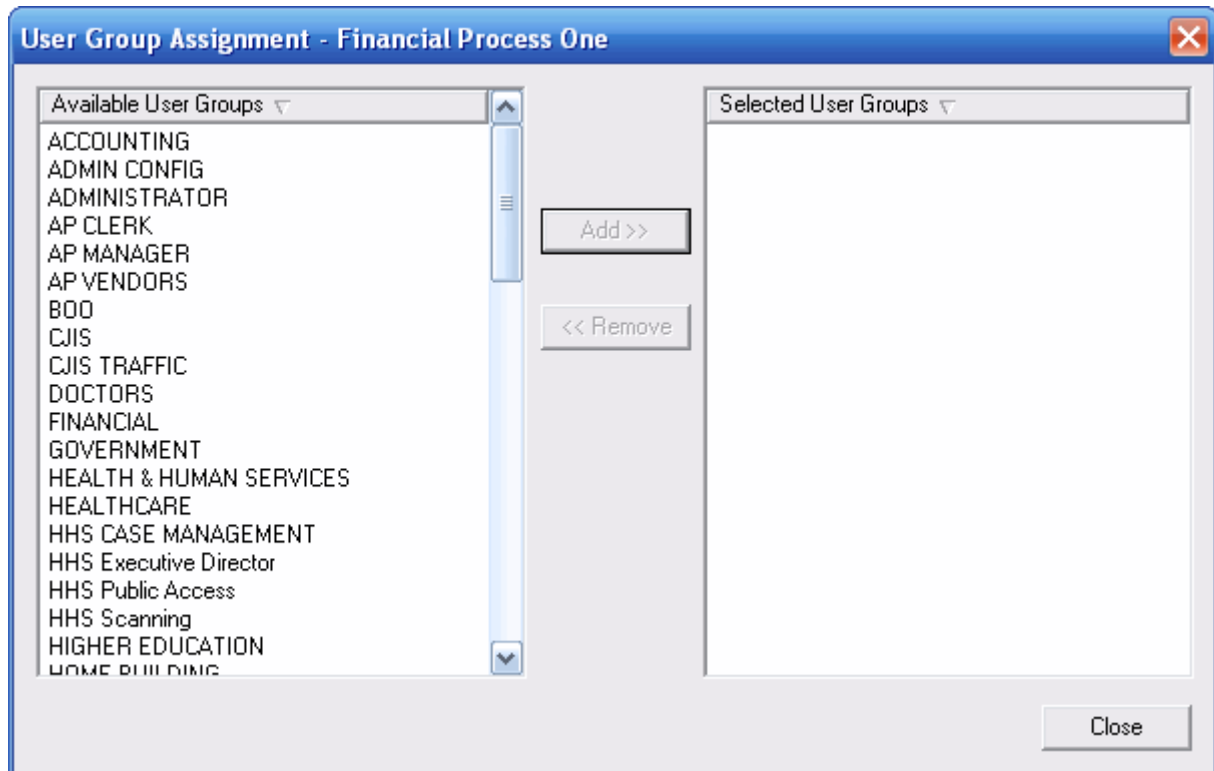 User Group Assignment - Financial Process One
Available User Groups
ACCOUNTING
ADMIN CONFIG
ADMINISTRATOR
AP CLERK
AP MANAGER
AP VENDORS
BOO
CJIS
CJIS TRAFFIC
DOCTORS
FINANCIAL
GOVERNMENT
HEALTH & HUMAN SERVICES
HEALTHCARE
HHS CASE MANAGEMENT
HHS Executive Director
HHS Public Access
HHS Scanning
HIGHER EDUCATION
HOME BUILDING
Add >>
<< Remove
Selected User Groups
Close